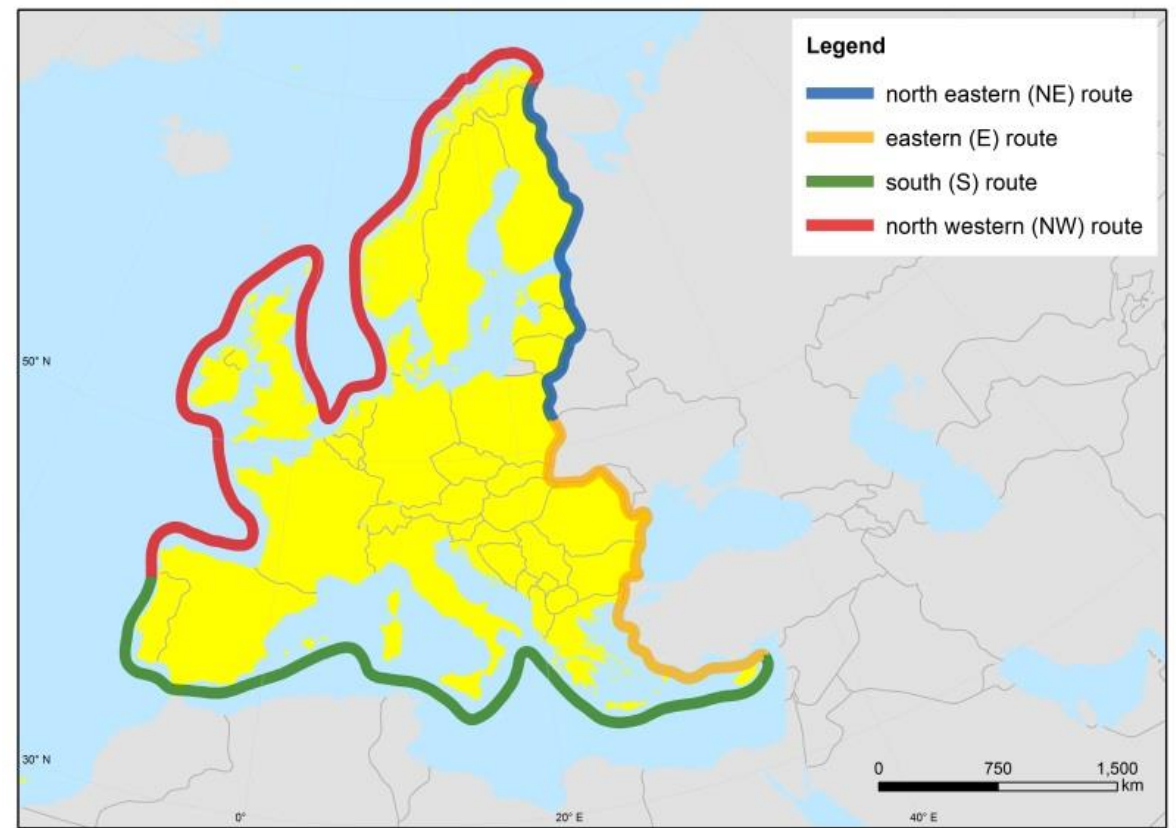 Legend
north eastern (NE) route
eastern (E) route
south (S) route
north western (NW) route
50° N
30° N
0°
20° E
40° E
0 750 1,500
km